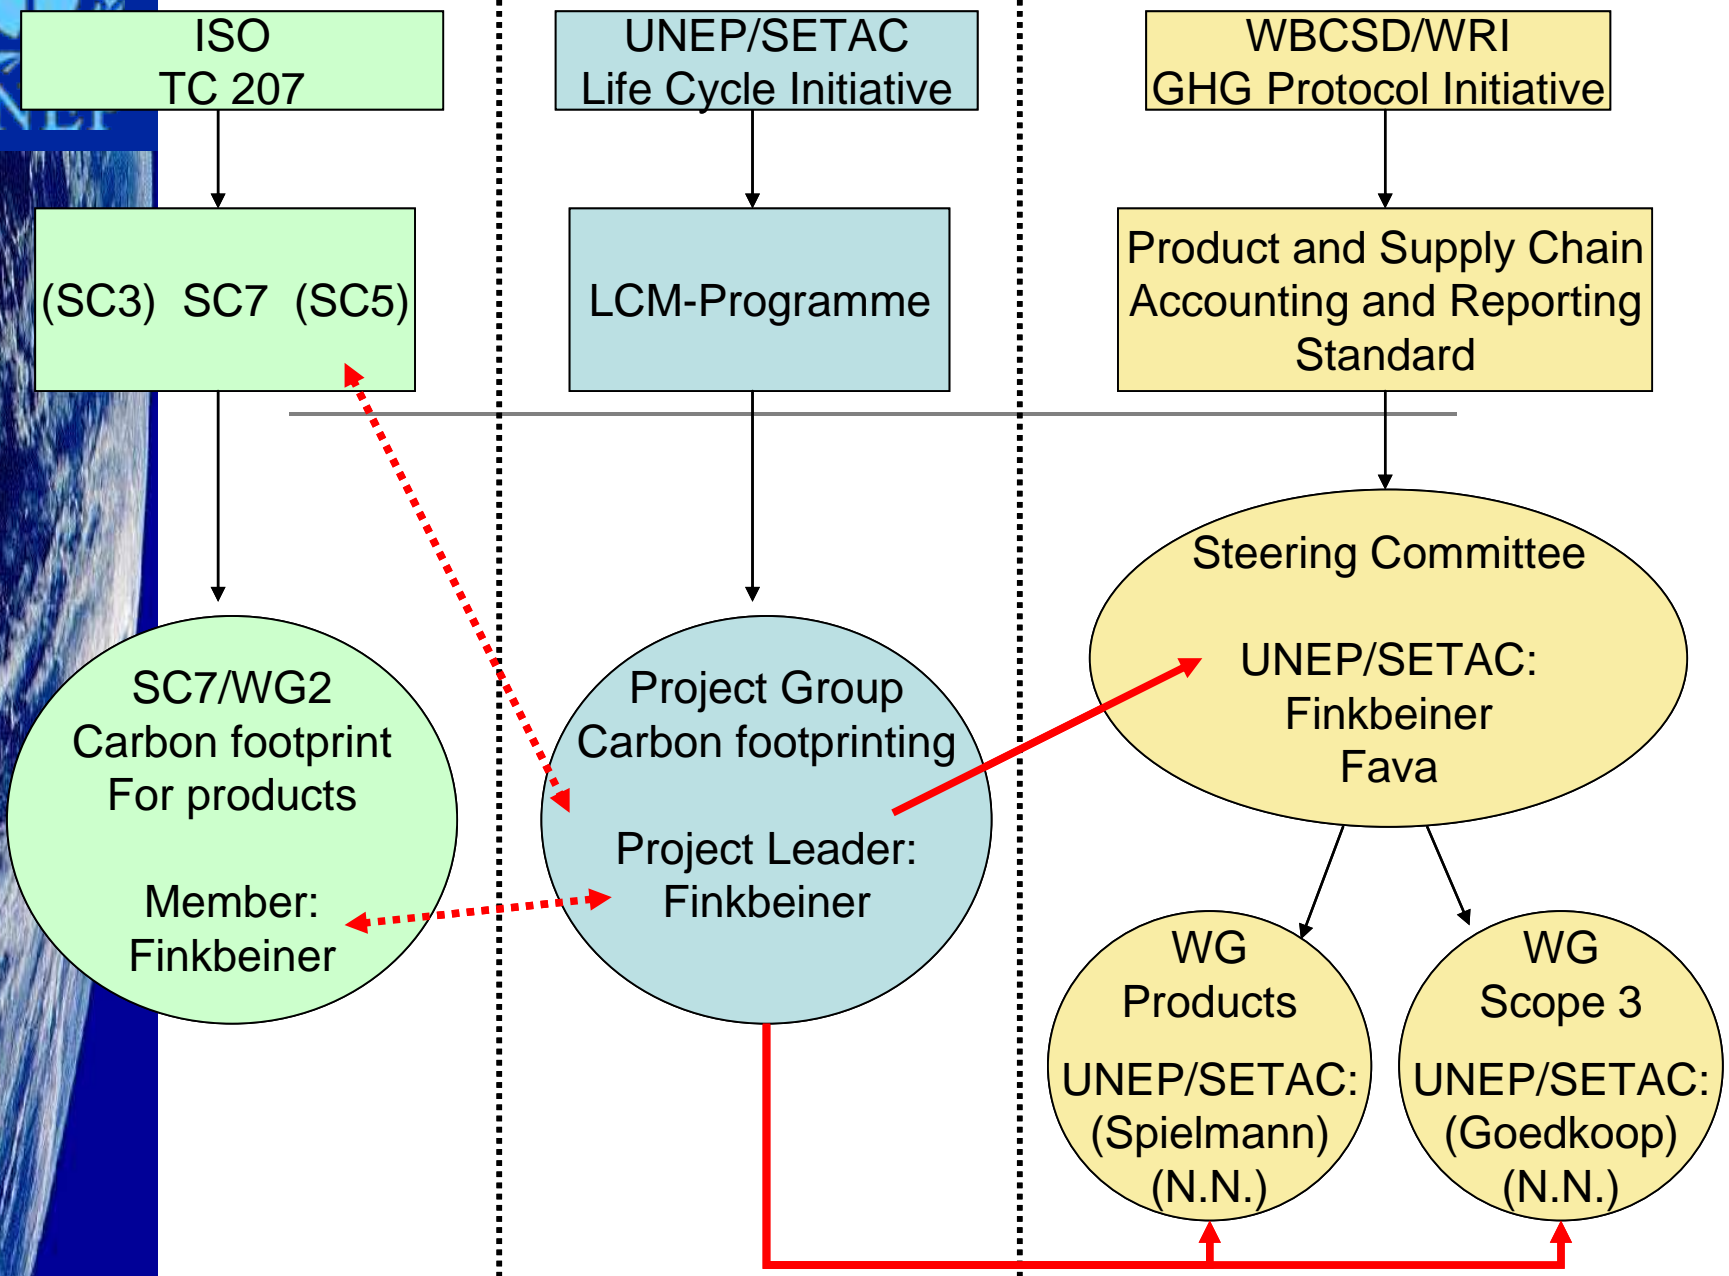 ISO
TC 207
UNEP/SETAC
Life Cycle Initiative
WBCSD/WRI
GHG Protocol Initiative
NEP
(SC3) SC7 (SC5)
LCM-Programme
Product and Supply Chain
Accounting and Reporting
Standard
SC7/WG2
Carbon footprint
For products
Member:
Finkbeiner
Project Group
Carbon footprinting
Project Leader:
Finkbeiner
Steering Committee
UNEP/SETAC:
Finkbeiner
Fava
WG
Products
UNEP/SETAC:
(Spielmann)
(N.N.)
WG
Scope 3
UNEP/SETAC:
(Goedkoop)
(N.N.)